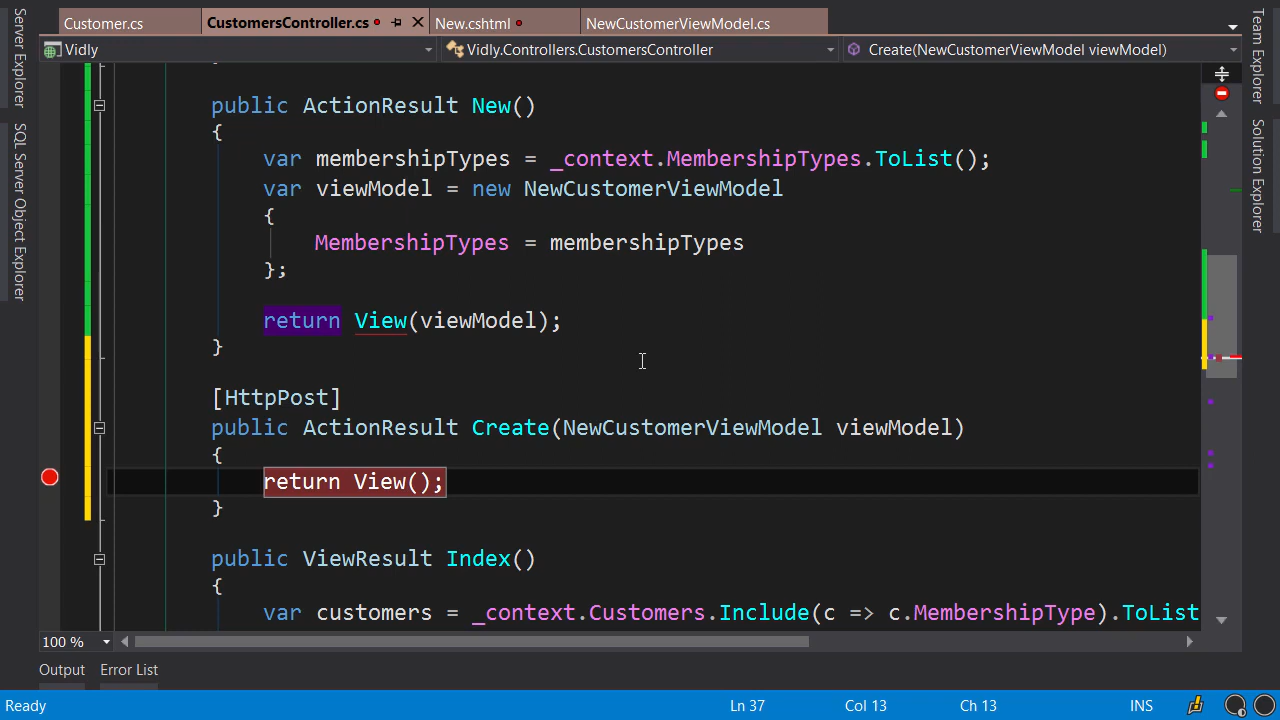 Customer.cs
CustomersController.cs
New.cshtml
NewCustomerViewModel.cs
Vidly
Vidly.Controllers.CustomersController
Create(NewCustomerViewModel viewModel)
Server Explorer
SQL Server Object Explorer
public ActionResult New()
{
var membershipTypes = _context.MembershipTypes.ToList();
var viewModel = new NewCustomerViewModel
{
MembershipTypes = membershipTypes
};
return View(viewModel);
}
[HttpPost]
public ActionResult Create(NewCustomerViewModel viewModel)
{
return View();
}
public ViewResult Index()
{
var customers = _context.Customers.Include(c => c.MembershipType).ToList
Team Explorer
Solution Explorer
100 %
Output
Error List
Ready
Ln 37
Col 13
Ch 13
INS